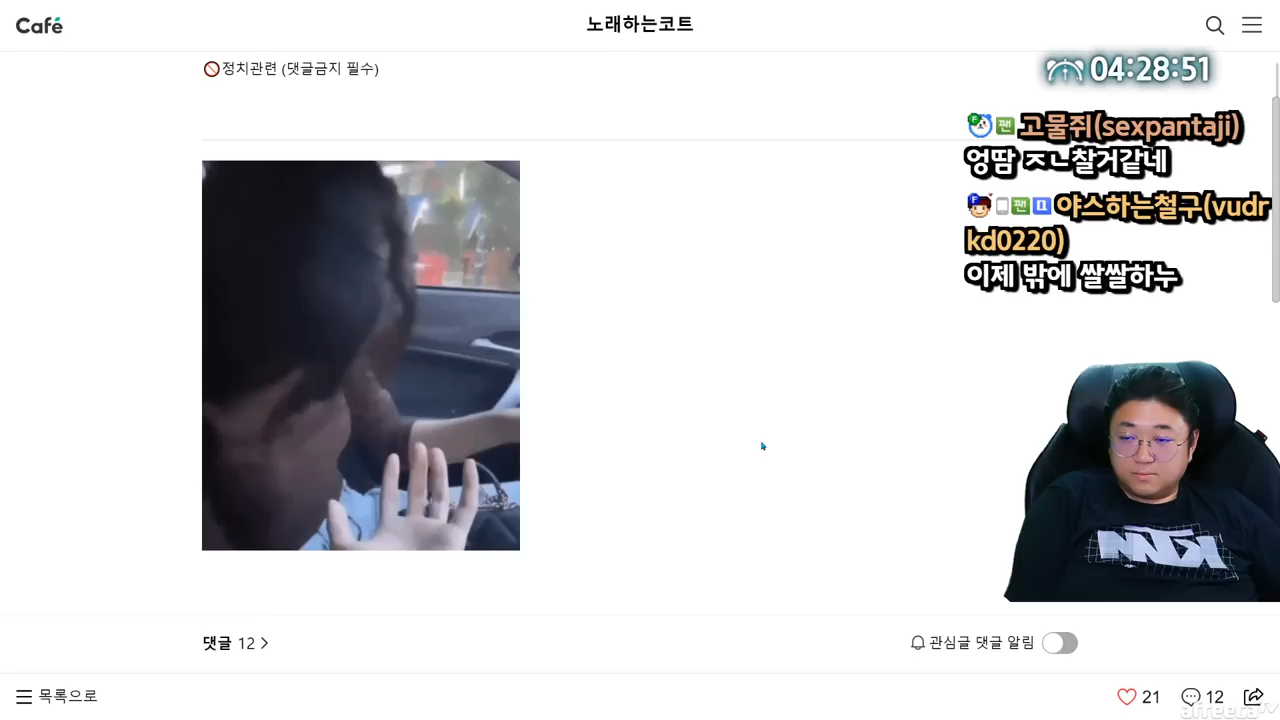 Café
노래하는코트
🚫정치관련 (댓글금지 필수)
04:28:51
팬 고물쥐(sexpantaji)
엉땀 ㅈㄴ찰거같네
팬 야스하는철구(vudr
kd0220)
이제 밖에 쌀쌀하누
댓글 12 >
관심글 댓글 알림
목록으로
21
12
afreecaTV